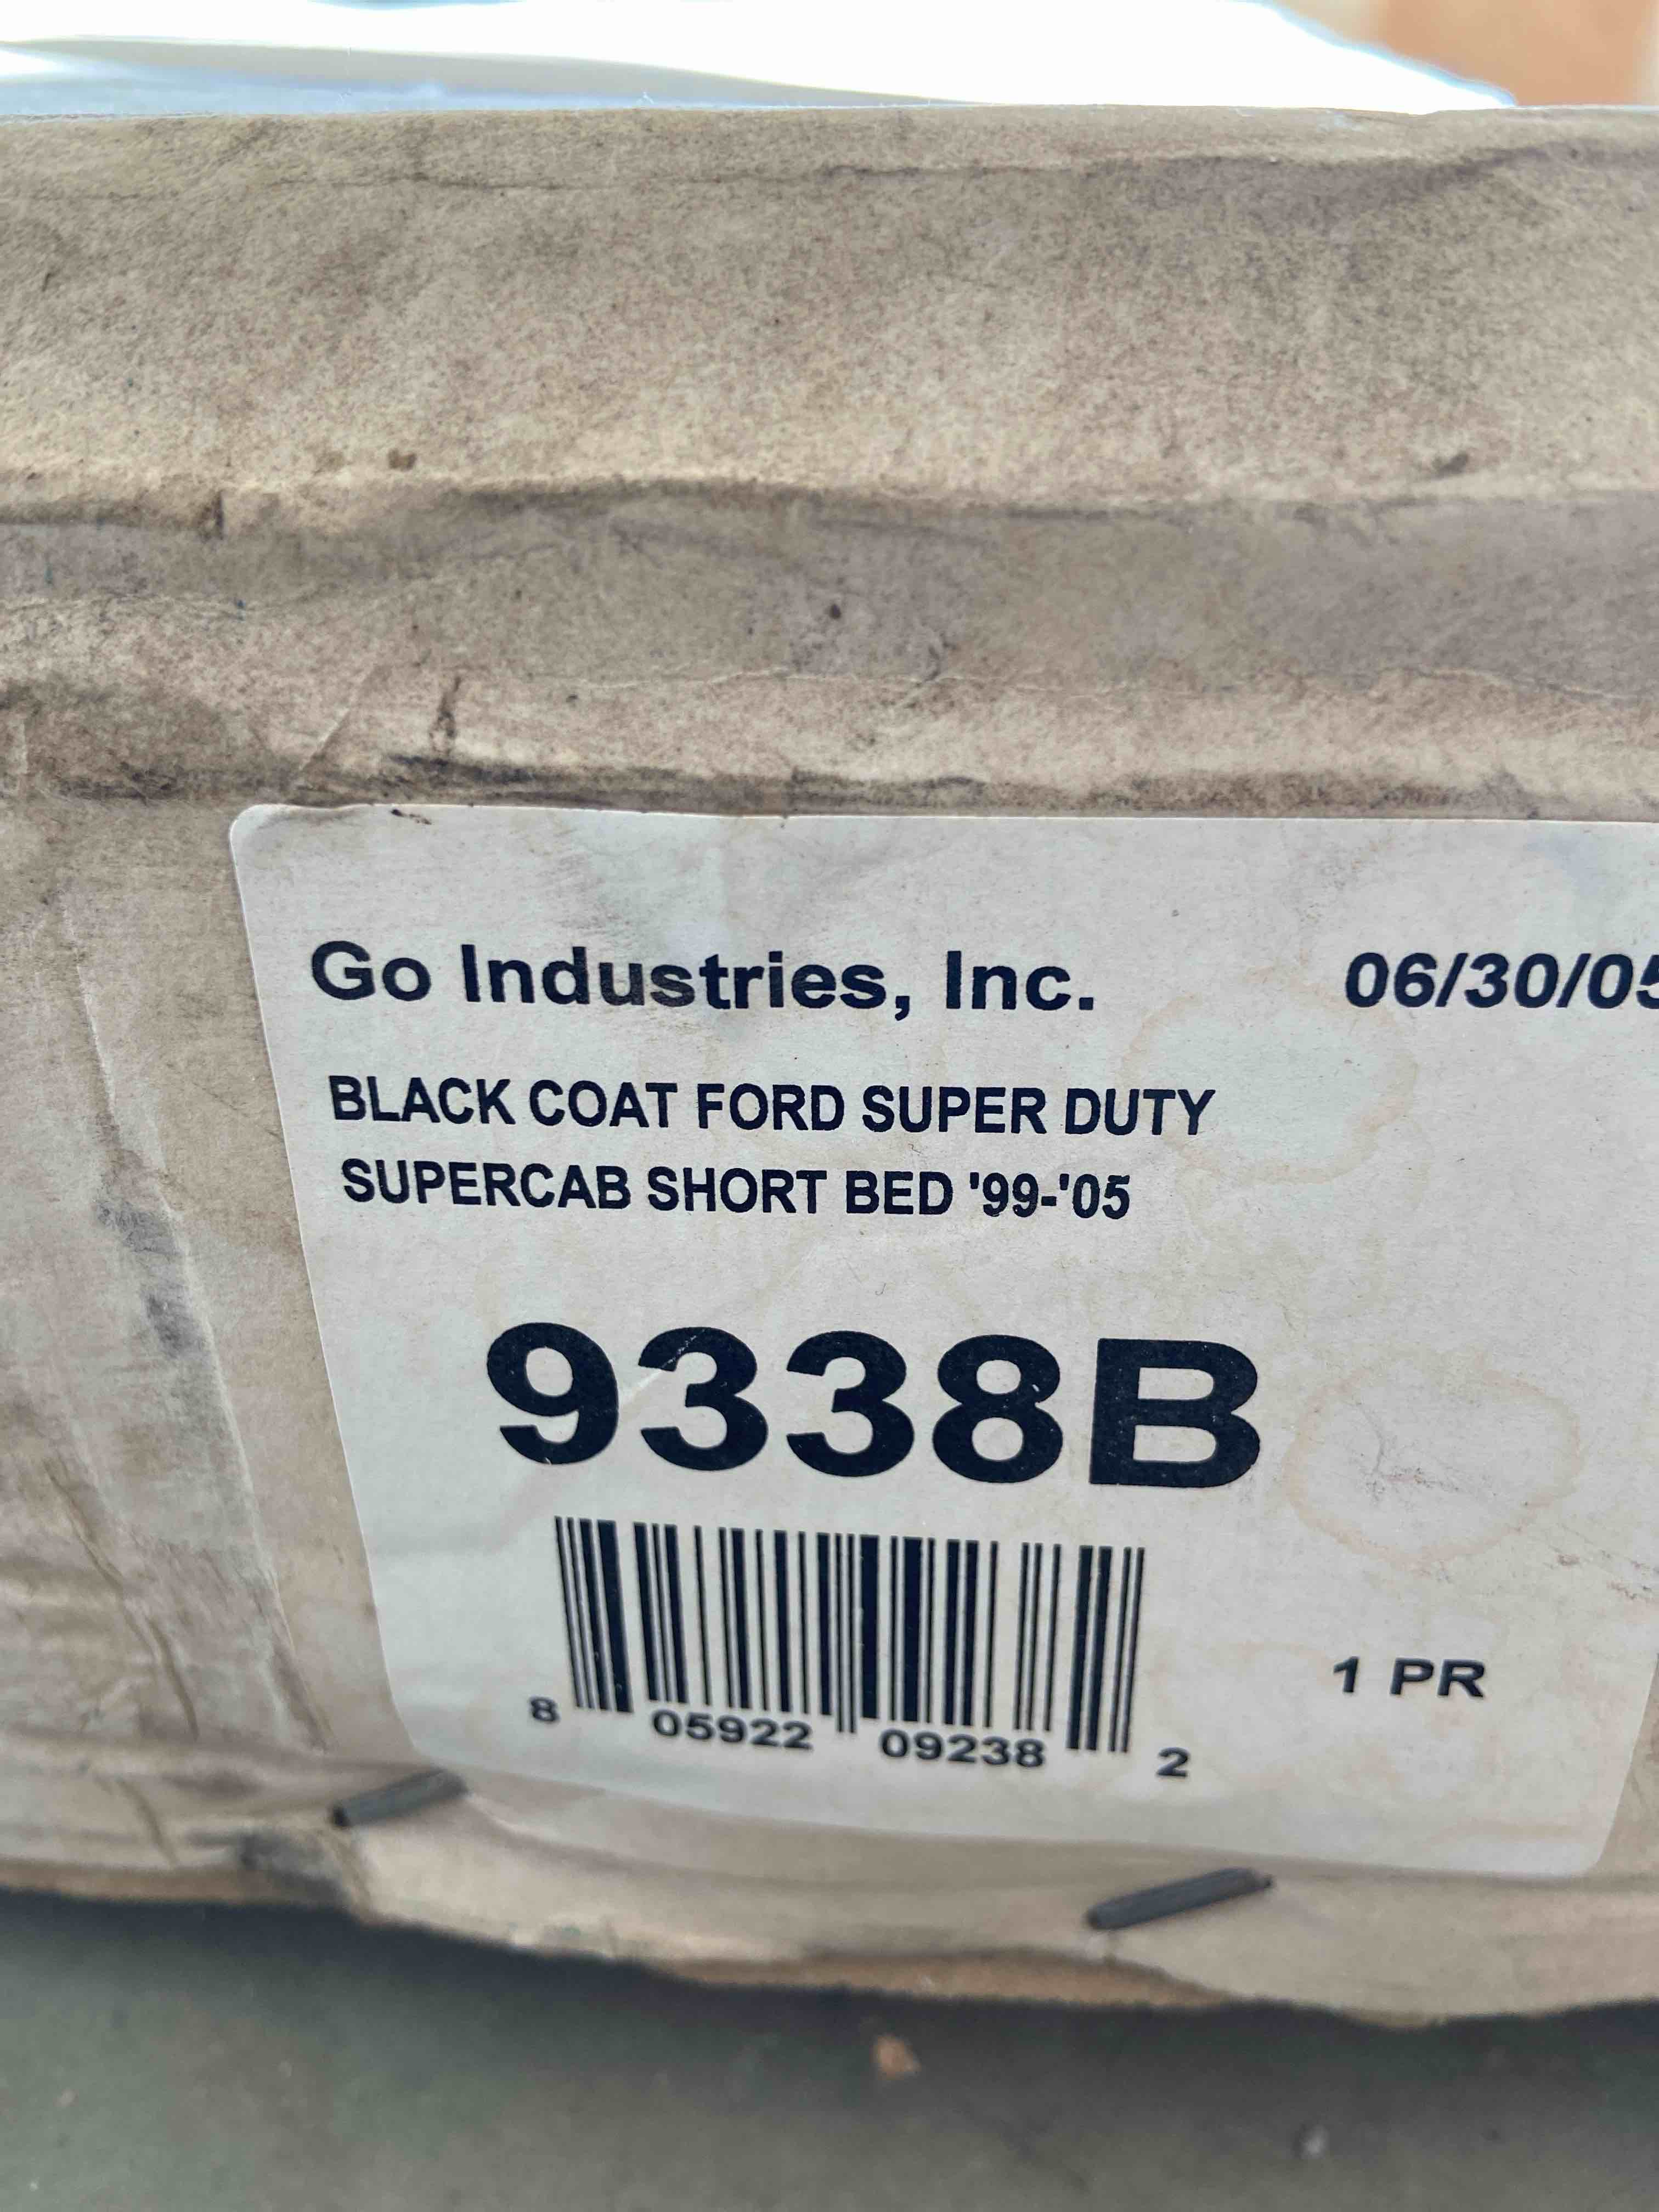 Go Industries, Inc. 06/30/05
BLACK COAT FORD SUPER DUTY
SUPERCAB SHORT BED '99-'05
9338B
1 PR
8 05922 09238 2